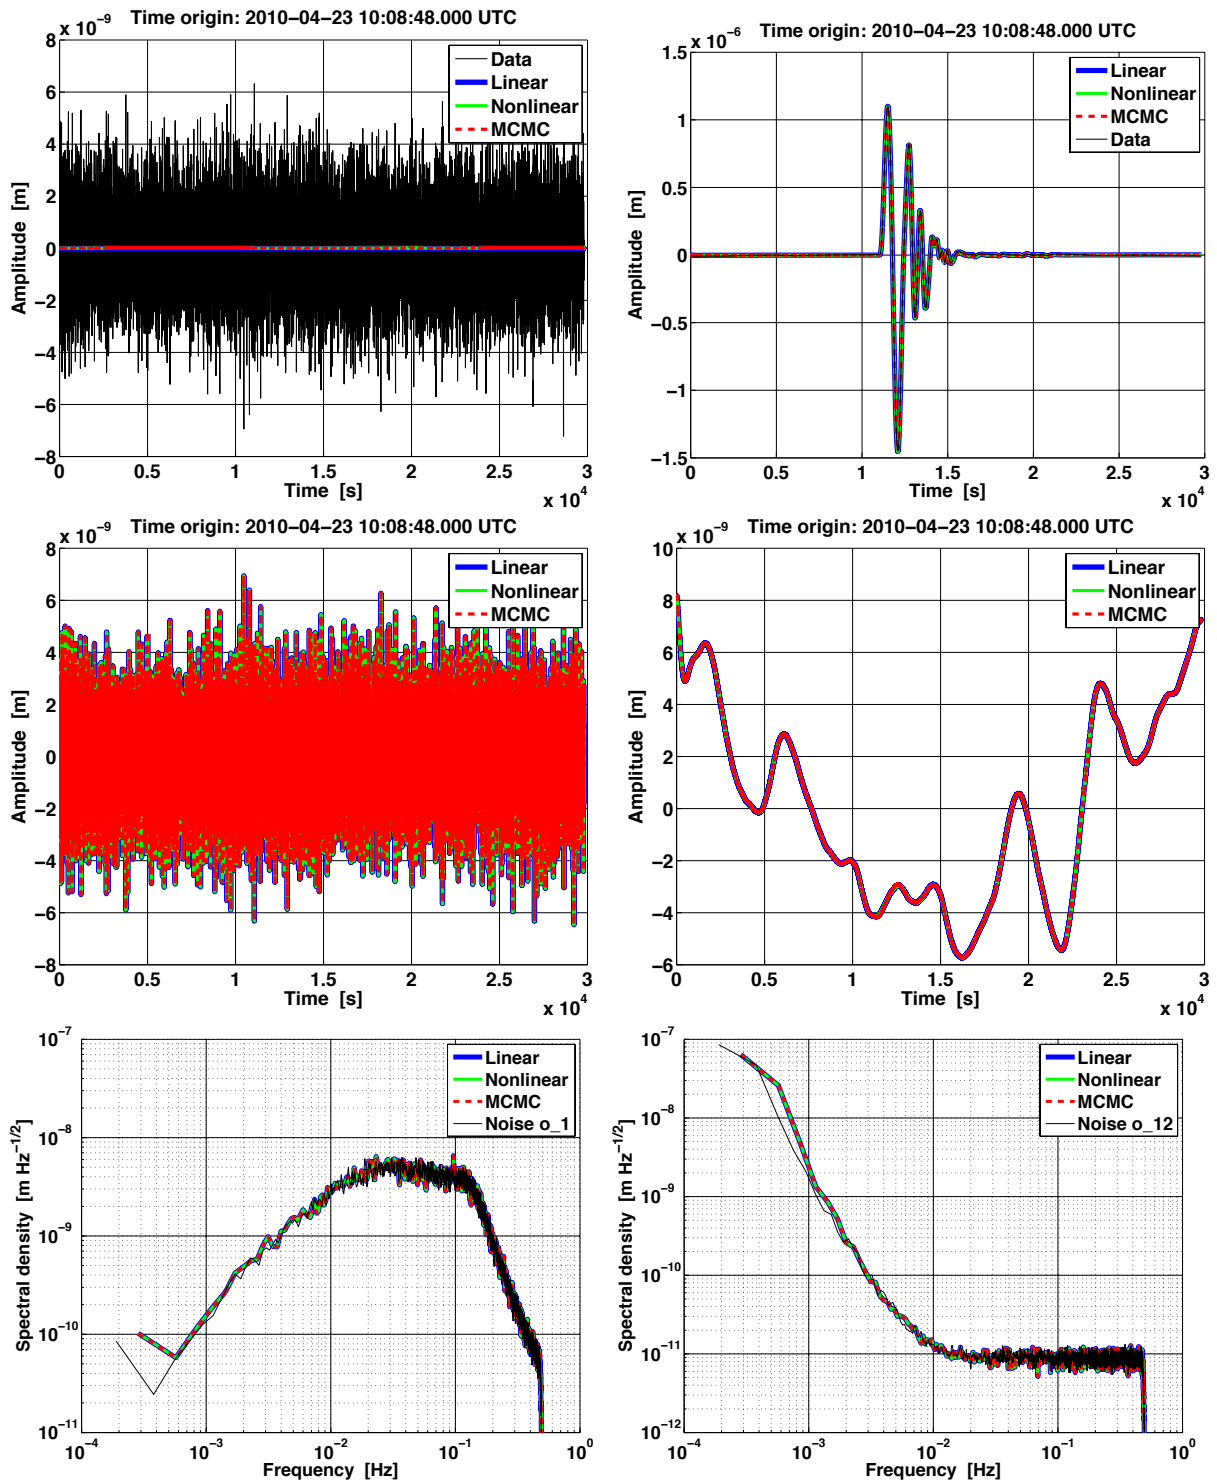 x 10−9 Time origin: 2010−04−23 10:08:48.000 UTC
8
6
4
2
0
−2
−4
−6
−8
Amplitude [m]
Data
Linear
Nonlinear
MCMC
0 0.5 1 1.5 2 2.5 3
Time [s]
x 10^4
x 10^−6 Time origin: 2010−04−23 10:08:48.000 UTC
1.5
1
0.5
0
−0.5
−1
−1.5
Amplitude [m]
Linear
Nonlinear
MCMC
Data
0 0.5 1 1.5 2 2.5 3
Time [s]
x 10^4
x 10^−9 Time origin: 2010−04−23 10:08:48.000 UTC
8
6
4
2
0
−2
−4
−6
−8
Amplitude [m]
Linear
Nonlinear
MCMC
0 0.5 1 1.5 2 2.5 3
Time [s]
x 10^4
x 10^−9 Time origin: 2010−04−23 10:08:48.000 UTC
10
8
6
4
2
0
−2
−4
−6
Amplitude [m]
Linear
Nonlinear
MCMC
0 0.5 1 1.5 2 2.5 3
Time [s]
x 10^4
10^−7
10^−8
10^−9
10^−10
10^−11
Spectral density [m Hz^−1/2]
Linear
Nonlinear
MCMC
Noise o_1
10^−4 10^−3 10^−2 10^−1 10^0
Frequency [Hz]
10^−7
10^−8
10^−9
10^−10
10^−11
10^−12
Spectral density [m Hz^−1/2]
Linear
Nonlinear
MCMC
Noise o_12
10^−4 10^−3 10^−2 10^−1 10^0
Frequency [Hz]